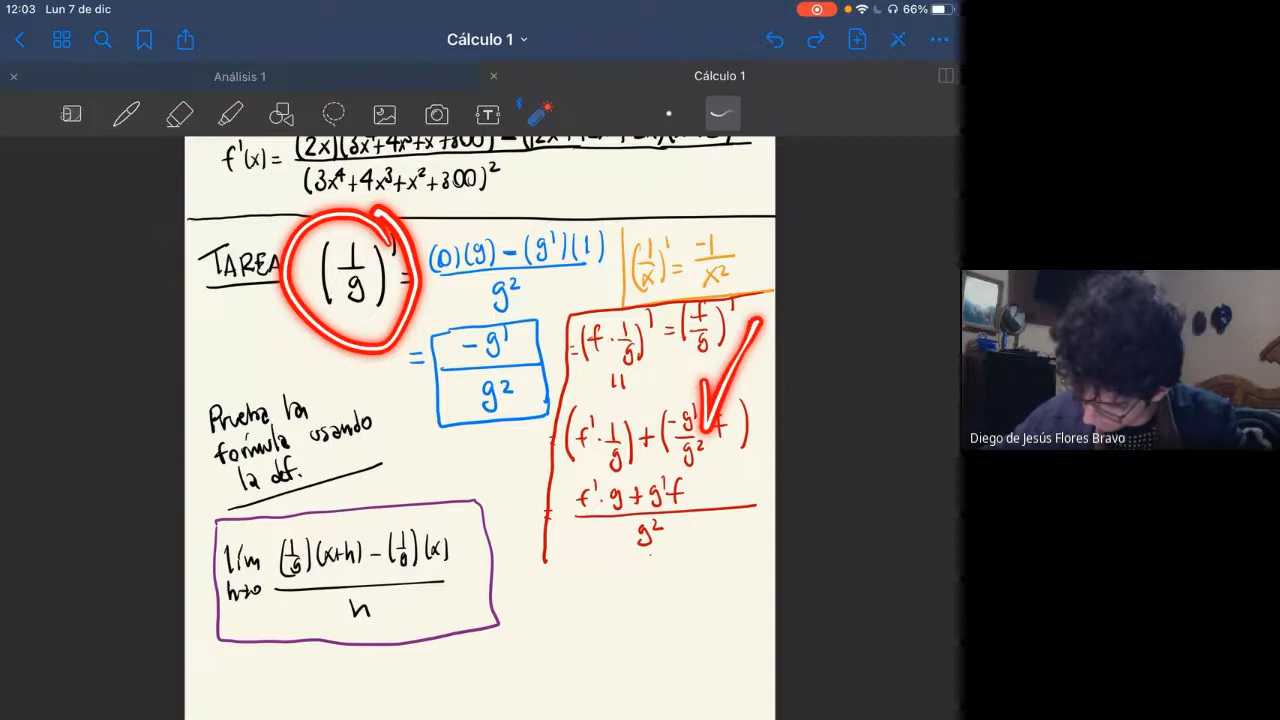 12:03 Lun 7 de dic
66%
Cálculo 1
Análisis 1
Cálculo 1
f'(x)=
(3x⁴+4x³+x²+300)²
TAREA (1/g)' = (0)(g) - (g')(1) / g²
= -g' / g²
(1/x)' = -1/x²
=(f · 1/g)' = (f/g)'
=(f' · 1/g) + (-g'/g² f)
= f' · g + g'f / g²
Prueba la
fórmula usando
la def.
lím h→0 (1/g)(x+h) - (1/g)(x) / h
Diego de Jesús Flores Bravo